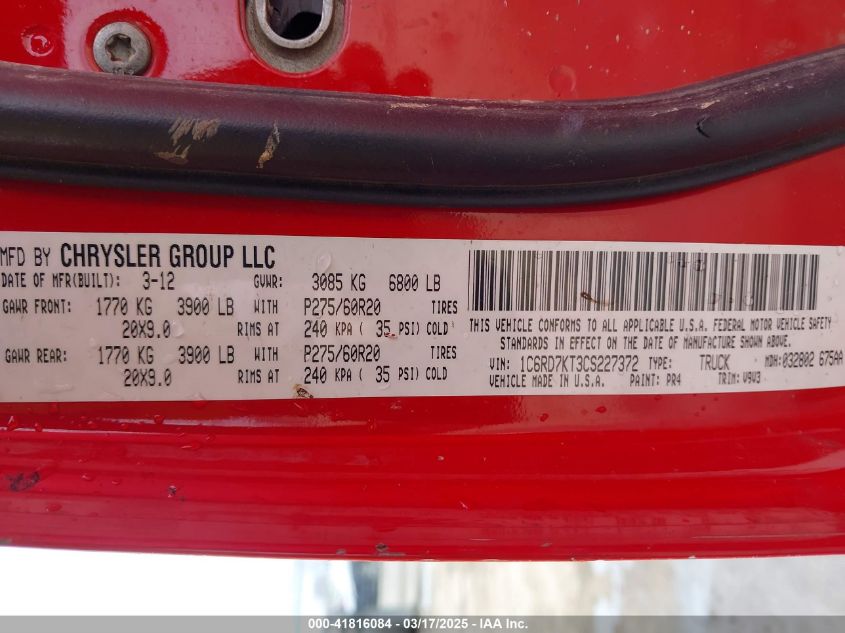 MFD BY CHRYSLER GROUP LLC
DATE OF MFR(BUILT): 3-12 GVWR: 3085 KG 6800 LB
GAWR FRONT: 1770 KG 3900 LB WITH P275/60R20 TIRES
20X9.0 RIMS AT 240 KPA ( 35 PSI) COLD
GAWR REAR: 1770 KG 3900 LB WITH P275/60R20 TIRES
20X9.0 RIMS AT 240 KPA ( 35 PSI) COLD
THIS VEHICLE CONFORMS TO ALL APPLICABLE U.S.A. FEDERAL MOTOR VEHICLE SAFETY
STANDARDS IN EFFECT ON THE DATE OF MANUFACTURE SHOWN ABOVE.
VIN: 1C6RD7KT3CS227372 TYPE: TRUCK MDH: 032802 675AA
VEHICLE MADE IN U.S.A. PAINT: PR4 TRIM: V9V3
000-41816084 - 03/17/2025 - IAA Inc.